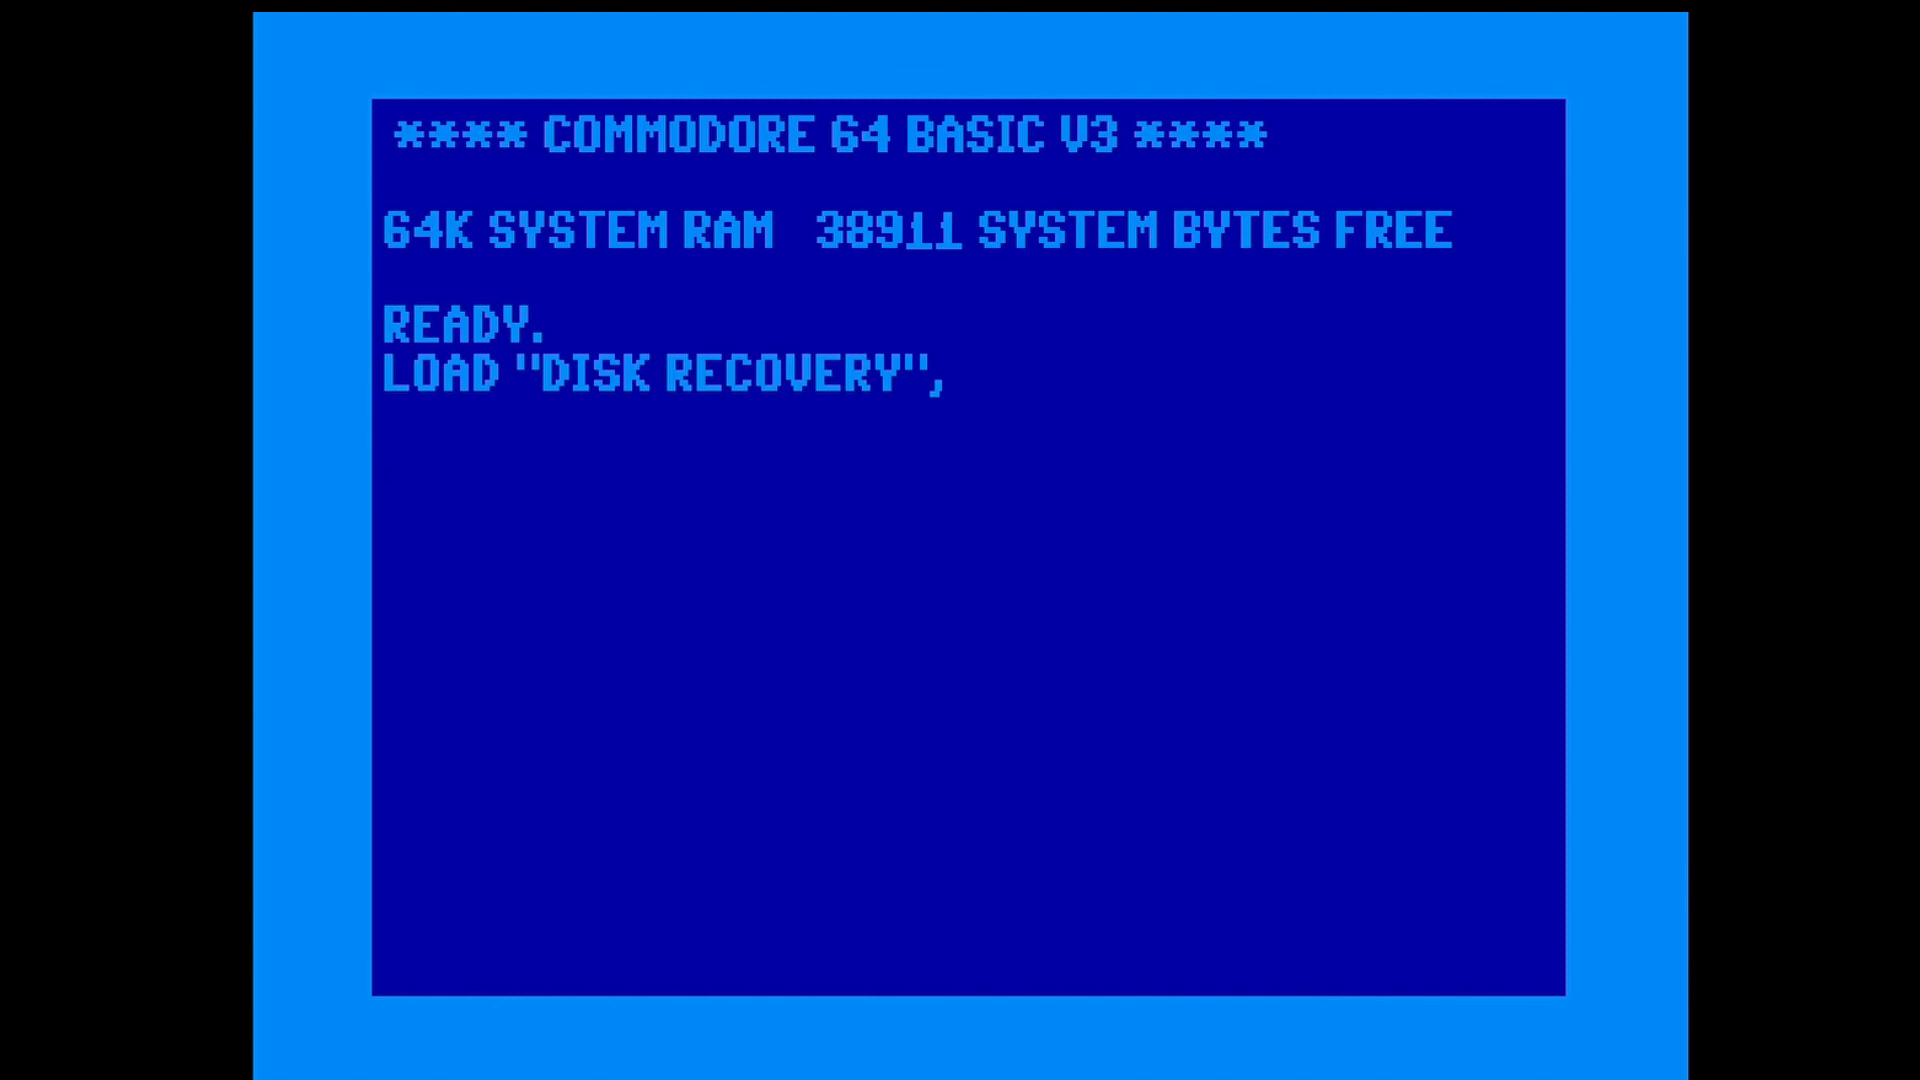 **** COMMODORE 64 BASIC V3 ****
64K SYSTEM RAM  38911 SYSTEM BYTES FREE
READY.
LOAD "DISK RECOVERY",